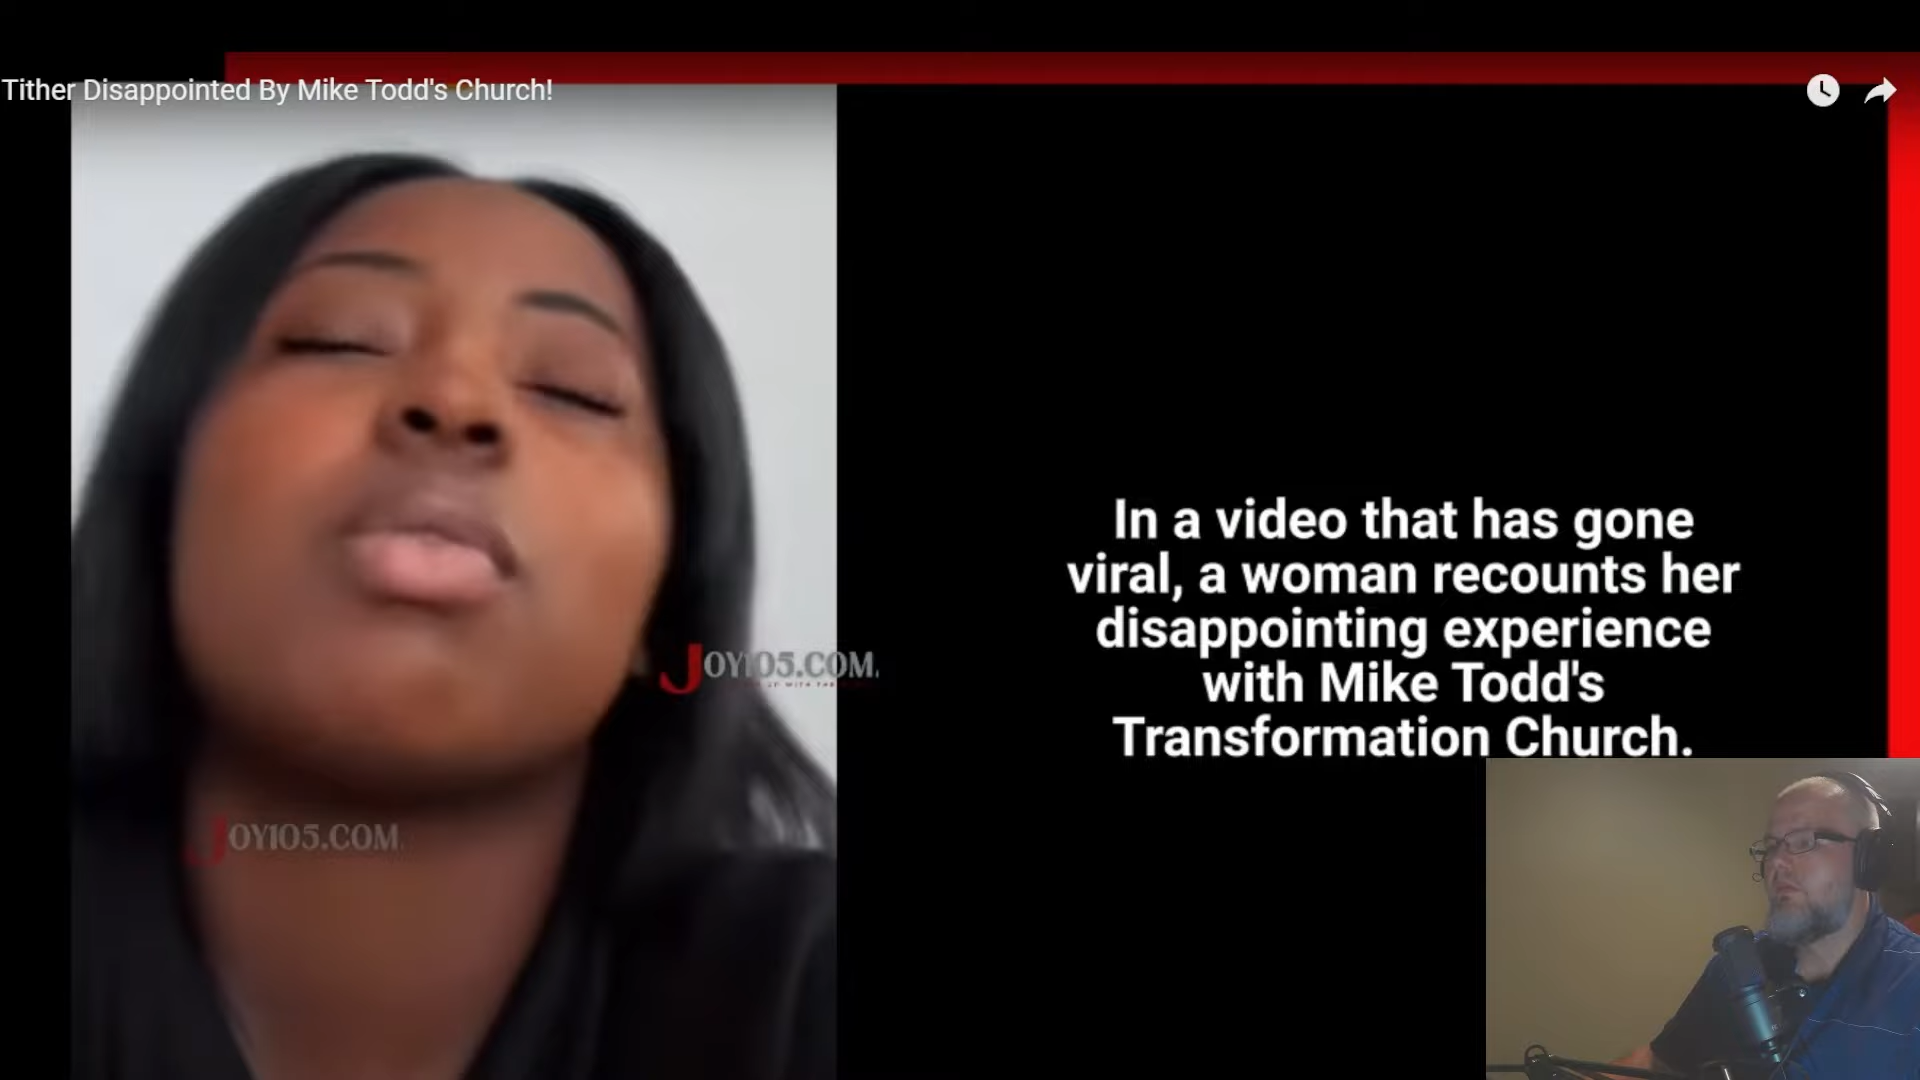 Tither Disappointed By Mike Todd's Church!
In a video that has gone
viral, a woman recounts her
disappointing experience
with Mike Todd's
Transformation Church.
JOY105.COM
JOY105.COM